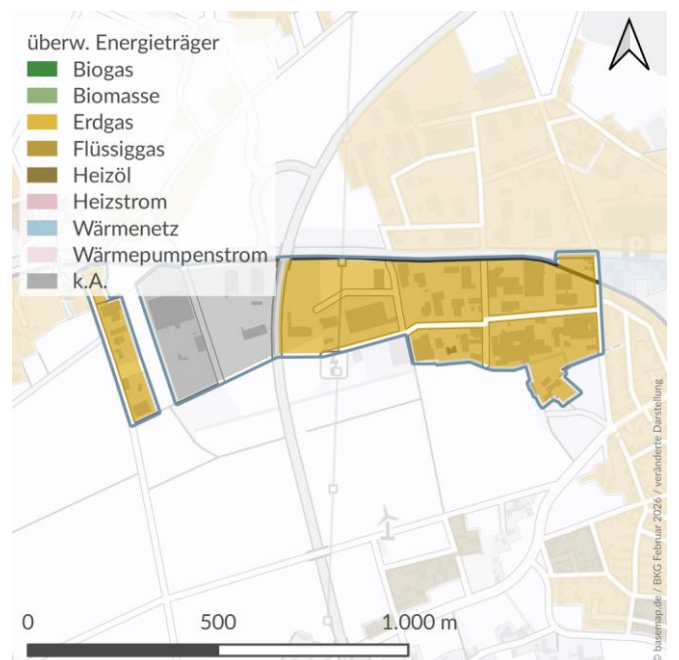 überw. Energieträger
Biogas
Biomasse
Erdgas
Flüssiggas
Heizöl
Heizstrom
Wärmenetz
Wärmepumpenstrom
k.A.
P
0 500 1.000 m
© basemap.de / BKG Februar 2026 / veränderte Darstellung